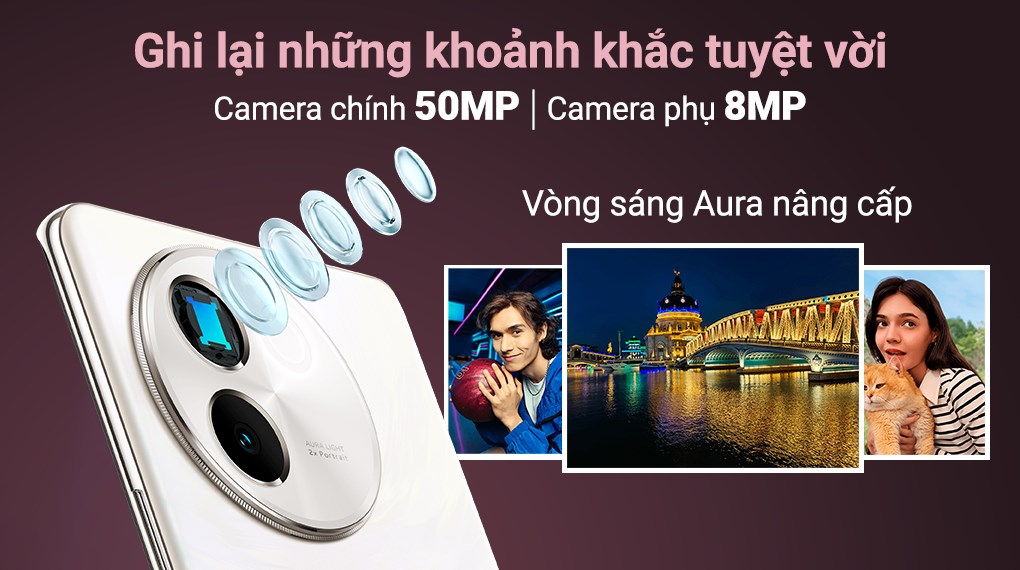 Ghi lại những khoảnh khắc tuyệt vời
Camera chính 50MP | Camera phụ 8MP
Vòng sáng Aura nâng cấp
AURA LIGHT
2x Portrait